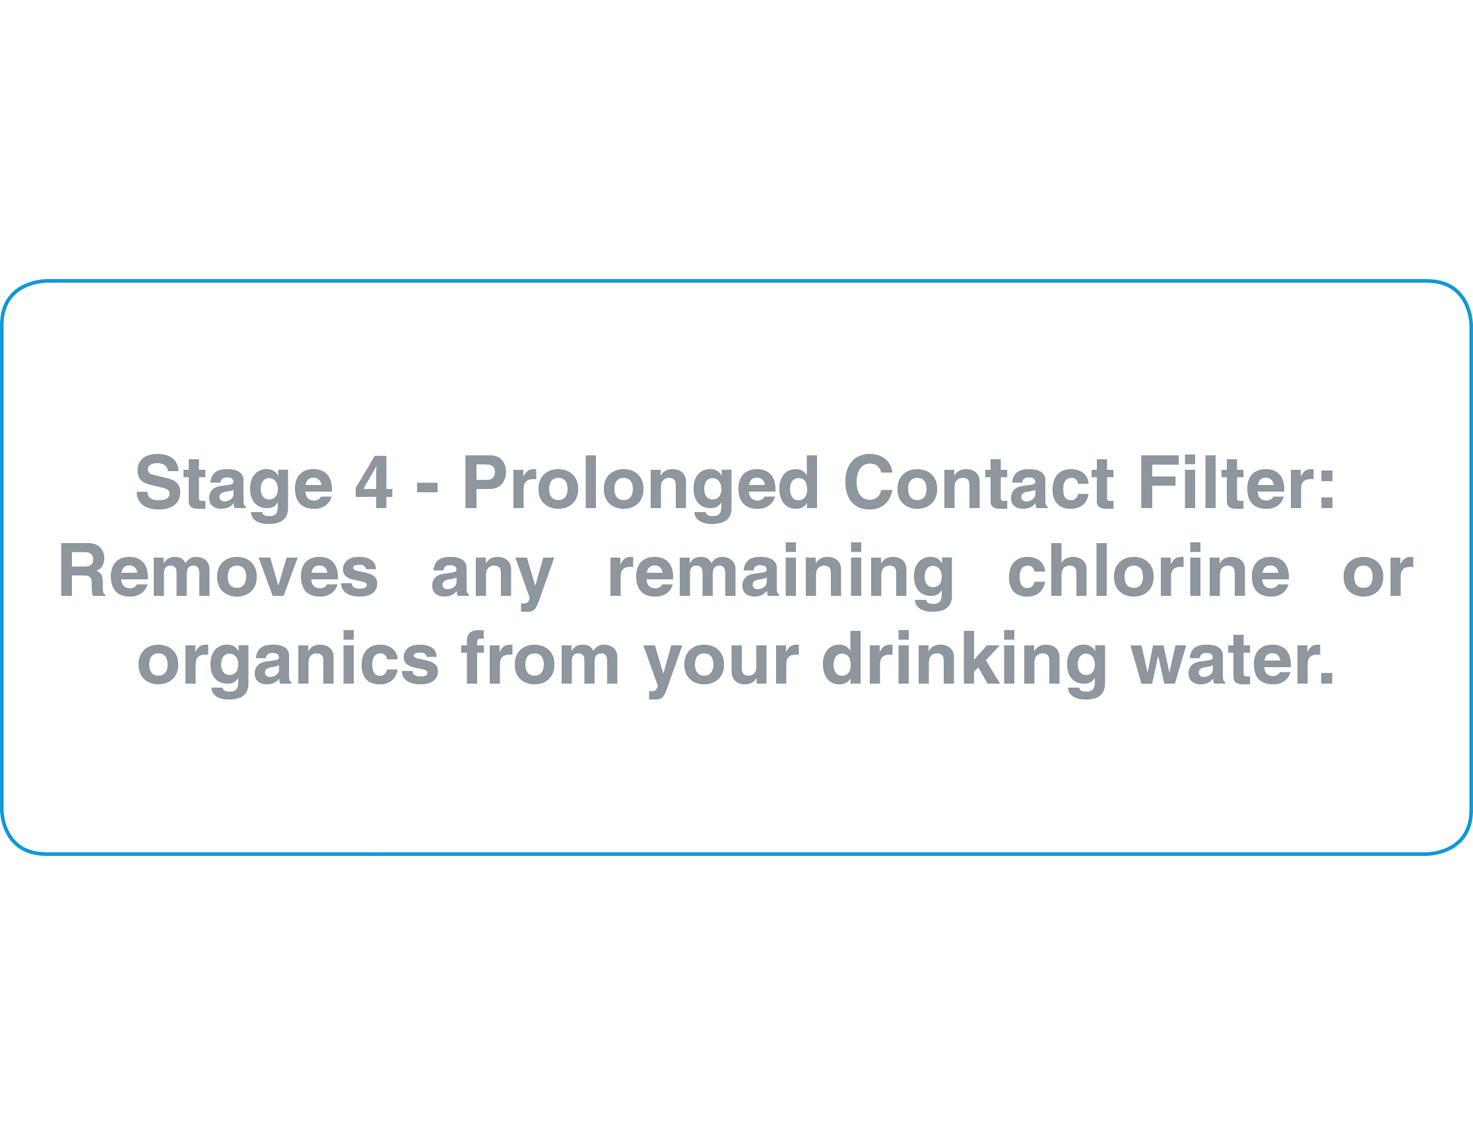 Stage 4 - Prolonged Contact Filter:
Removes any remaining chlorine or
organics from your drinking water.